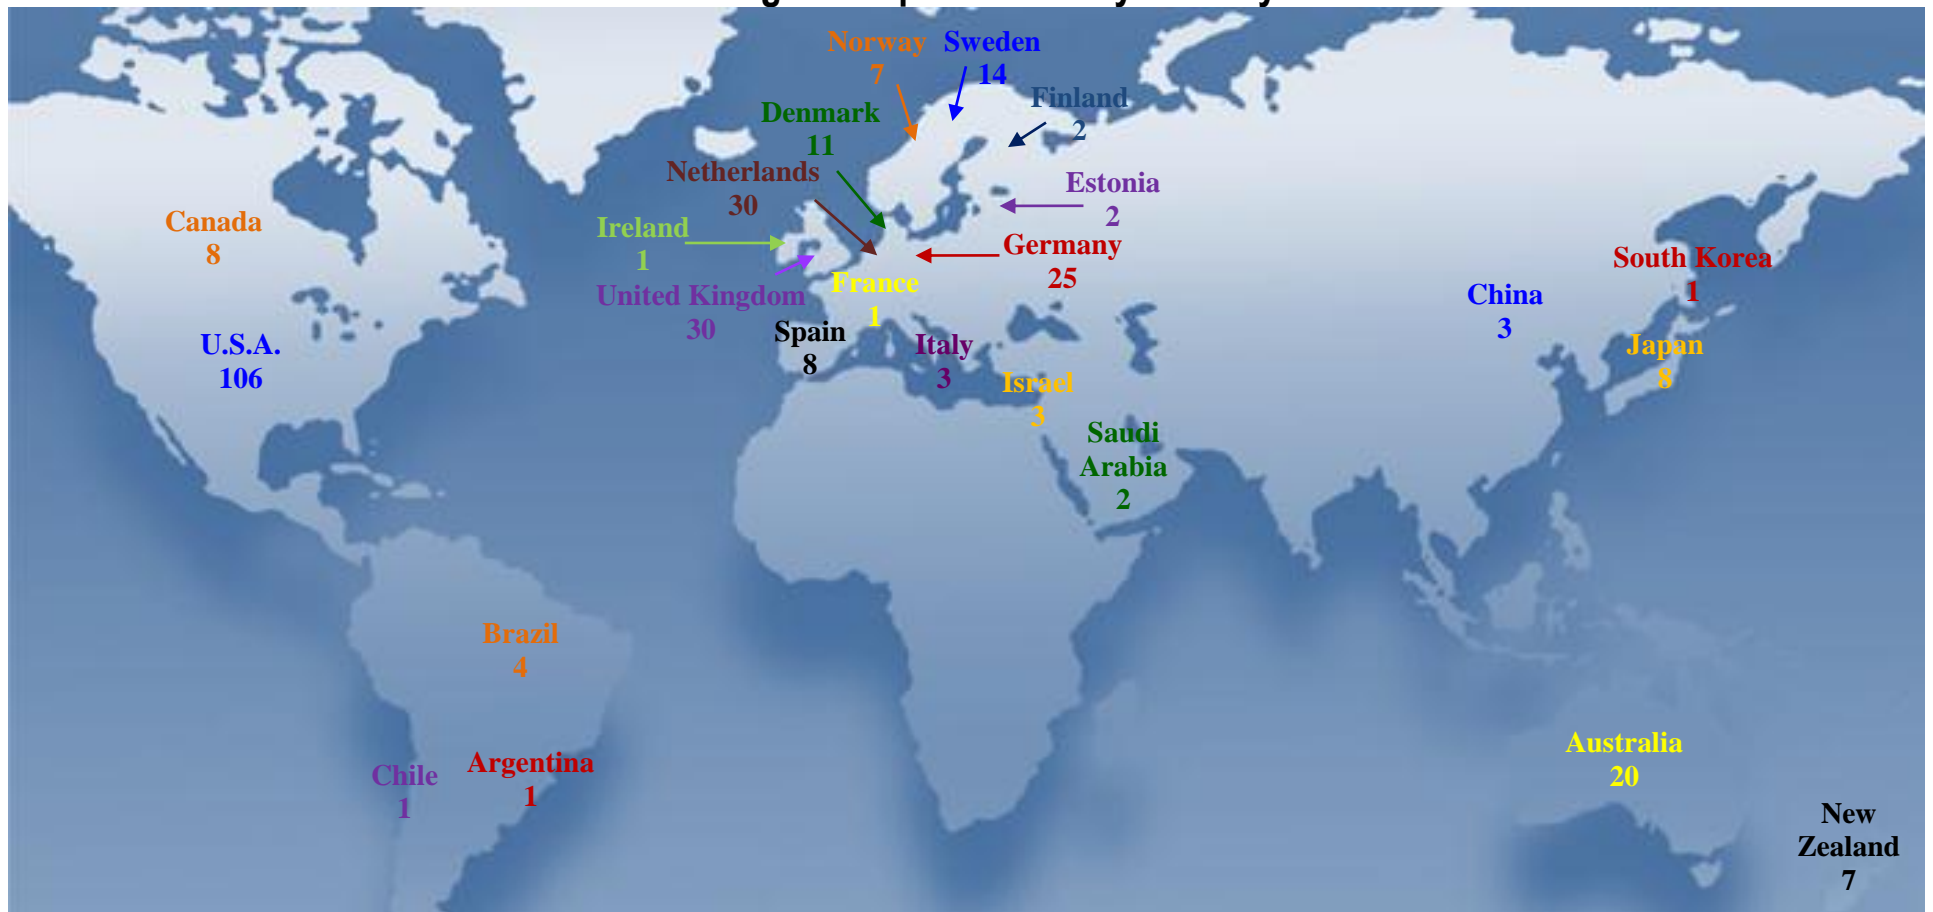 Norway
7
Sweden
14
Finland
2
Denmark
11
Netherlands
30
Estonia
2
Ireland
1
Germany
25
Canada
8
United Kingdom
30
France
1
Spain
8
Italy
3
Israel
3
Saudi
Arabia
2
South Korea
1
China
3
Japan
8
U.S.A.
106
Brazil
4
Chile
1
Argentina
1
Australia
20
New
Zealand
7